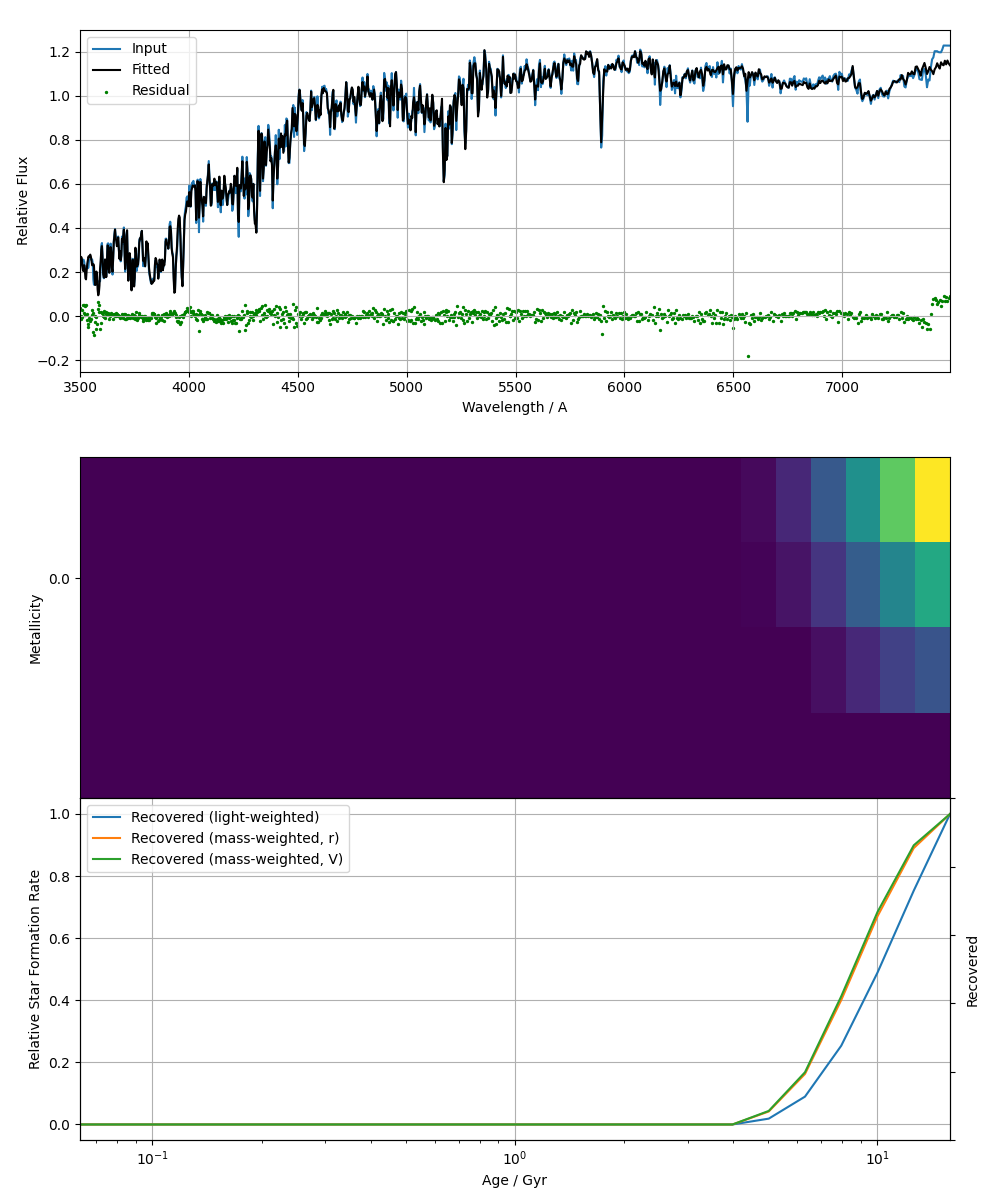 1.2
1.0
0.8
0.6
0.4
0.2
0.0
−0.2
Relative Flux
Input
Fitted
Residual
3500 4000 4500 5000 5500 6000 6500 7000
Wavelength / A
0.0
Metallicity
1.0
0.8
0.6
0.4
0.2
0.0
Relative Star Formation Rate
Recovered (light-weighted)
Recovered (mass-weighted, r)
Recovered (mass-weighted, V)
Recovered
10⁻¹ 10⁰ 10¹
Age / Gyr